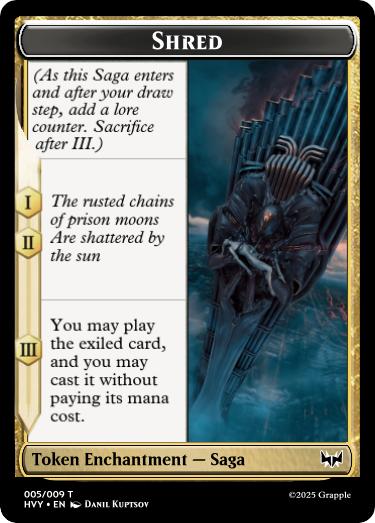 SHRED
(As this Saga enters
and after your draw
step, add a lore
counter. Sacrifice
after III.)
I
II
The rusted chains
of prison moons
Are shattered by
the sun
III
You may play
the exiled card,
and you may
cast it without
paying its mana
cost.
Token Enchantment — Saga
005/009 T
HVY • EN DANIL KUPTSOV
©2025 Grapple